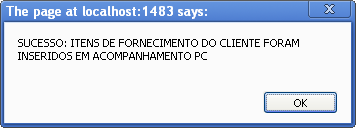 The page at localhost:1483 says:
SUCESSO: ITENS DE FORNECIMENTO DO CLIENTE FORAM
INSERIDOS EM ACOMPANHAMENTO PC
OK